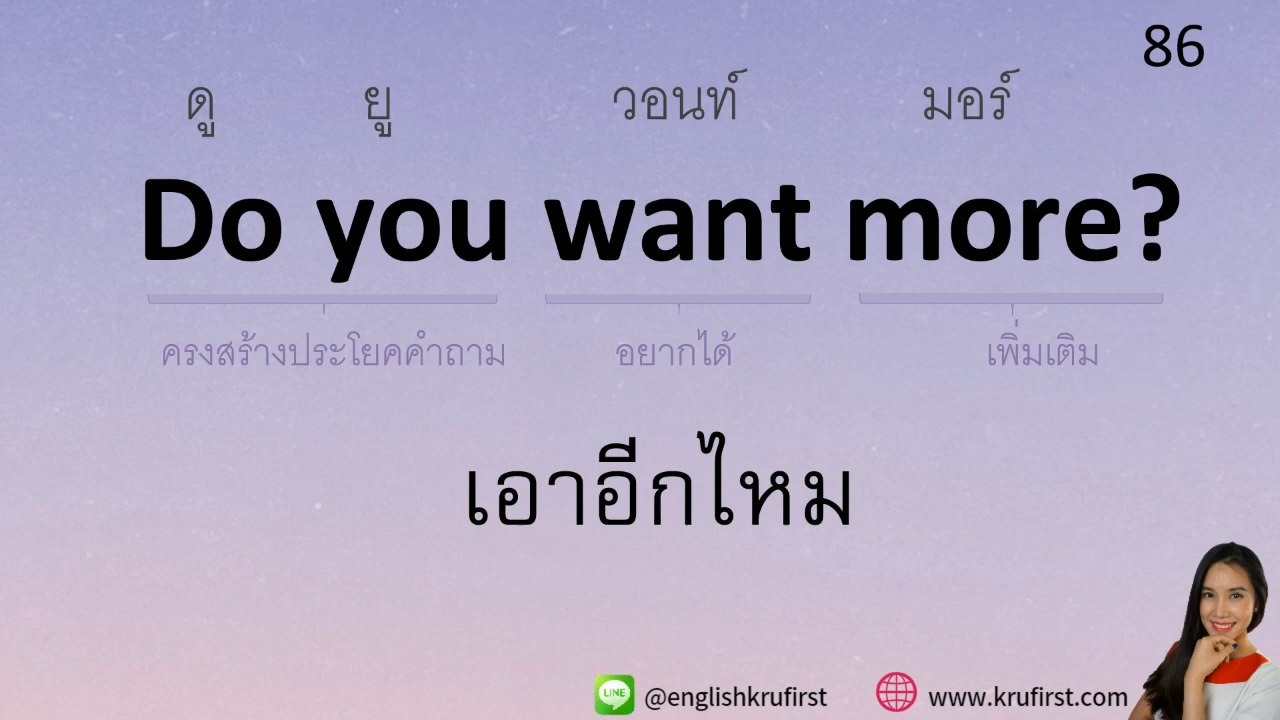 86
ดู ยู วอนท์ มอร์
Do you want more?
ครงสร้างประโยคคำถาม อยากได้ เพิ่มเติม
เอาอีกไหม
LINE @englishkrufirst www.krufirst.com